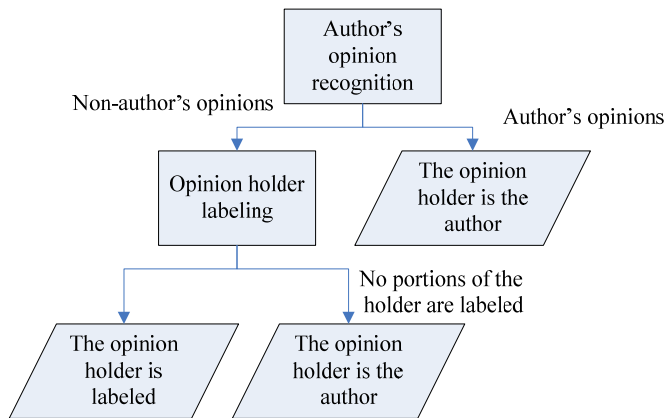 Author's
opinion
recognition
Non-author's opinions
Author's opinions
Opinion holder
labeling
The opinion
holder is the
author
No portions of the
holder are labeled
The opinion
holder is
labeled
The opinion
holder is the
author